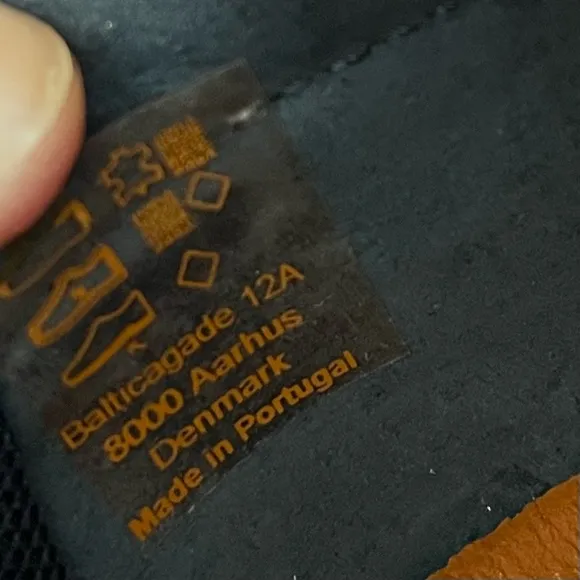 Balticagade 12A
8000 Aarhus
Denmark
Made in Portugal